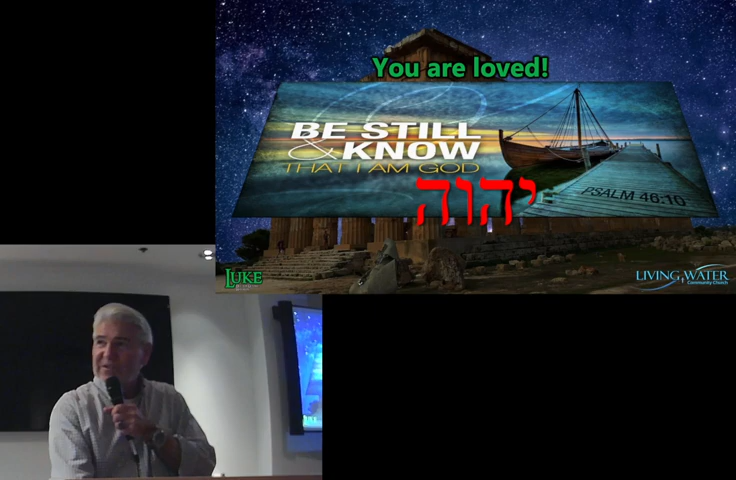 You are loved!
BE STILL
& KNOW
THAT I AM GOD
יהוה
PSALM 46:10
LUKE
LIVING WATER
Community Church